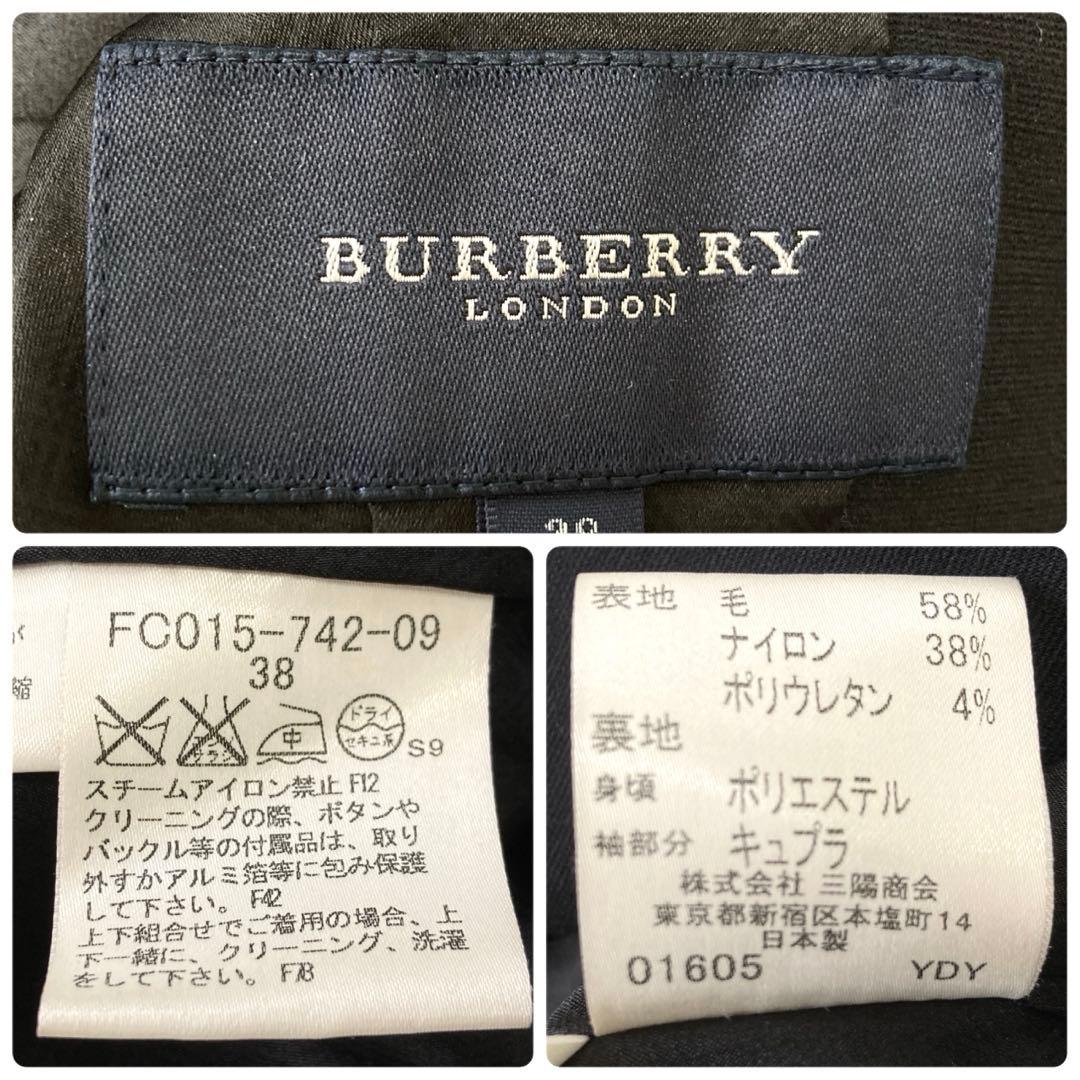 BURBERRY
LONDON
38
FC015-742-09
38
中
ドライ
セキユ系
S9
スチームアイロン禁止 F12
クリーニングの際、ボタンや
バックル等の付属品は、取り
外すかアルミ箔等に包み保護
して下さい。 F42
上下組合せでご着用の場合、上
下一緒に、クリーニング、洗濯
をして下さい。 F78
が
縮
表地 毛 58%
ナイロン 38%
ポリウレタン 4%
裏地
身頃 ポリエステル
袖部分 キュプラ
株式会社 三陽商会
東京都新宿区本塩町14
日本製
01605 YDY